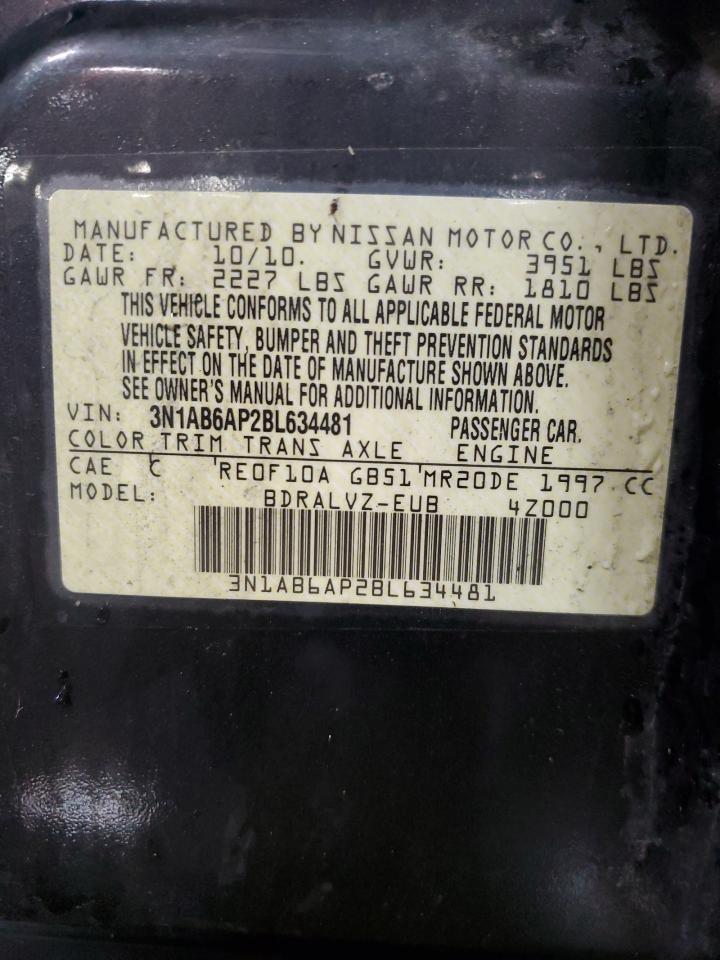 MANUFACTURED BY NISSAN MOTOR CO., LTD.
DATE: 10/10. GVWR: 3951 LBS
GAWR FR: 2227 LBS GAWR RR: 1810 LBS
THIS VEHICLE CONFORMS TO ALL APPLICABLE FEDERAL MOTOR
VEHICLE SAFETY, BUMPER AND THEFT PREVENTION STANDARDS
IN EFFECT ON THE DATE OF MANUFACTURE SHOWN ABOVE.
SEE OWNER'S MANUAL FOR ADDITIONAL INFORMATION.
VIN: 3N1AB6AP2BL634481 PASSENGER CAR.
COLOR TRIM TRANS AXLE ENGINE
CAE C RE0F10A GB51 MR20DE 1997 CC
MODEL: BDRALVZ-EUB 4Z000
3N1AB6AP2BL634481